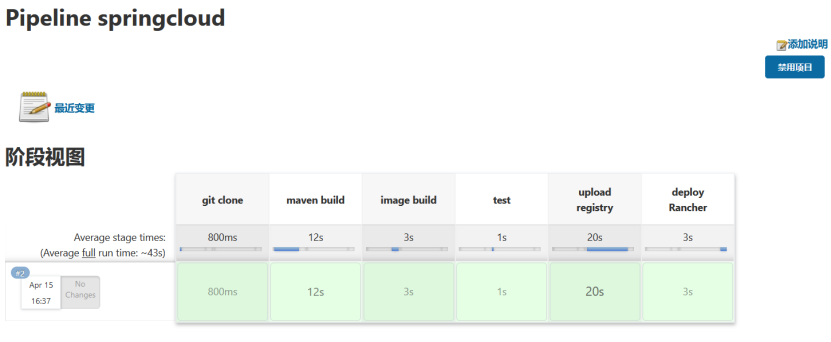 Pipeline springcloud
添加说明
禁用项目
最近变更
阶段视图
git clone
maven build
image build
test
upload
registry
deploy
Rancher
Average stage times:
(Average full run time: ~43s)
800ms
12s
3s
1s
20s
3s
#2
Apr 15
16:37
No
Changes
800ms
12s
3s
1s
20s
3s